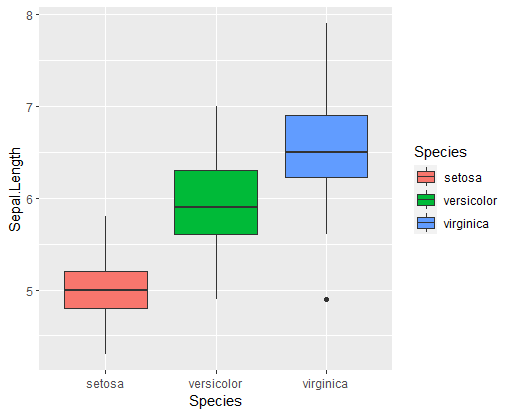 8
7
6
5
Sepal.Length
setosa
versicolor
virginica
Species
Species
setosa
versicolor
virginica